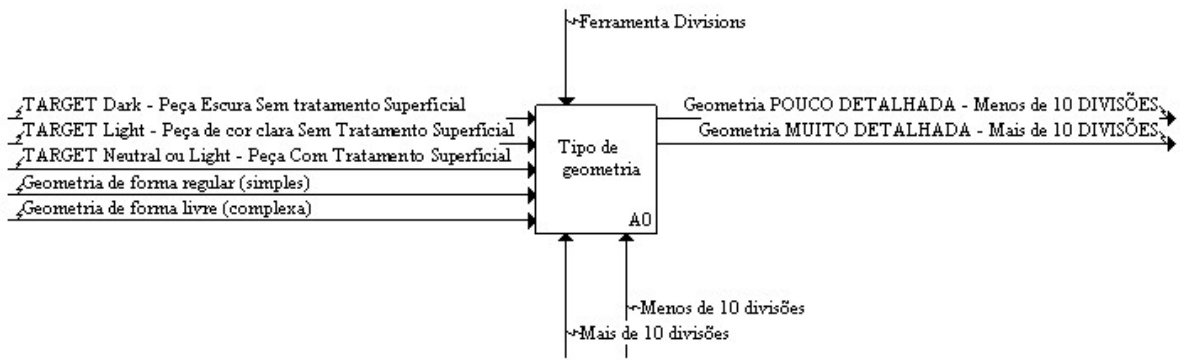 Ferramenta Divisions
TARGET Dark - Peça Escura Sem tratamento Superficial
TARGET Light - Peça de cor clara Sem Tratamento Superficial
TARGET Neutral ou Light - Peça Com Tratamento Superficial
Geometria de forma regular (simples)
Geometria de forma livre (complexa)
Tipo de
geometria
A0
Geometria POUCO DETALHADA - Menos de 10 DIVISÕES
Geometria MUITO DETALHADA - Mais de 10 DIVISÕES
Menos de 10 divisões
Mais de 10 divisões